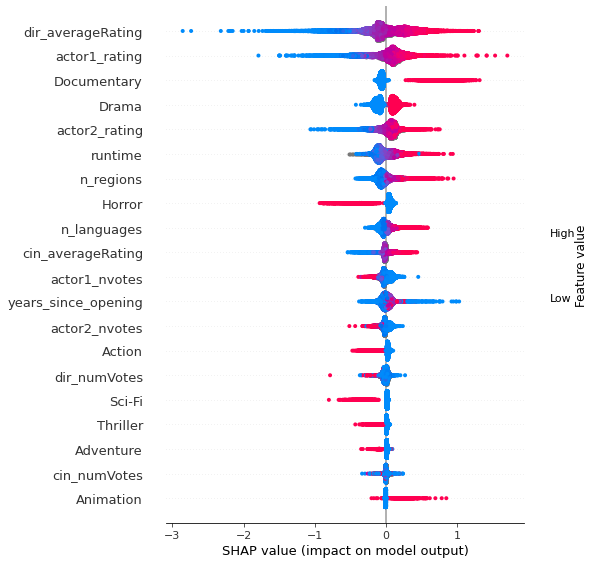 dir_averageRating
actor1_rating
Documentary
Drama
actor2_rating
runtime
n_regions
Horror
n_languages
cin_averageRating
actor1_nvotes
years_since_opening
actor2_nvotes
Action
dir_numVotes
Sci-Fi
Thriller
Adventure
cin_numVotes
Animation
−3 −2 −1 0 1
SHAP value (impact on model output)
High
Low
Feature value